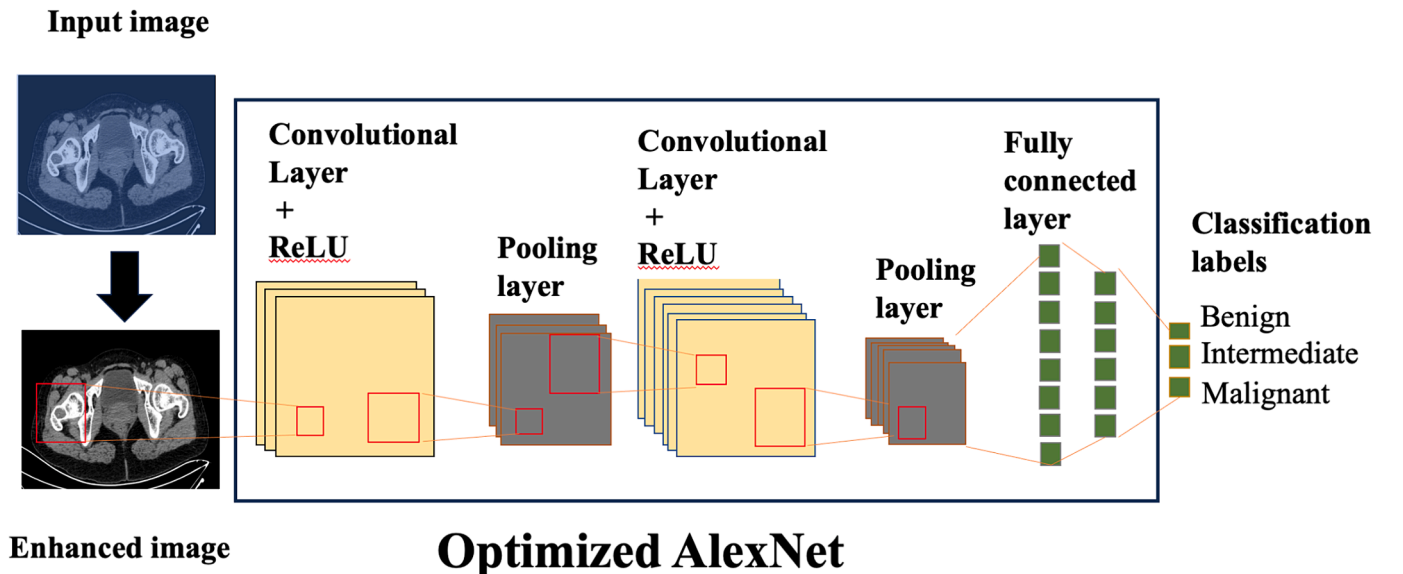 Input image
Convolutional
Layer
+
ReLU
Pooling
layer
Convolutional
Layer
+
ReLU
Pooling
layer
Fully
connected
layer
Classification
labels
Benign
Intermediate
Malignant
Enhanced image
Optimized AlexNet